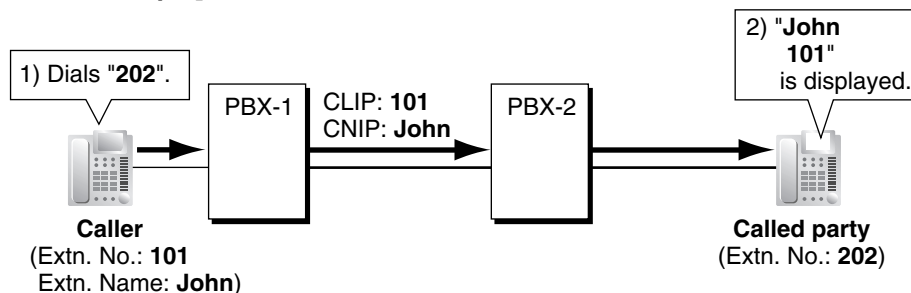 1) Dials "202".
PBX-1
CLIP: 101
CNIP: John
PBX-2
2) "John
101"
is displayed.
Caller
(Extn. No.: 101
Extn. Name: John)
Called party
(Extn. No.: 202)